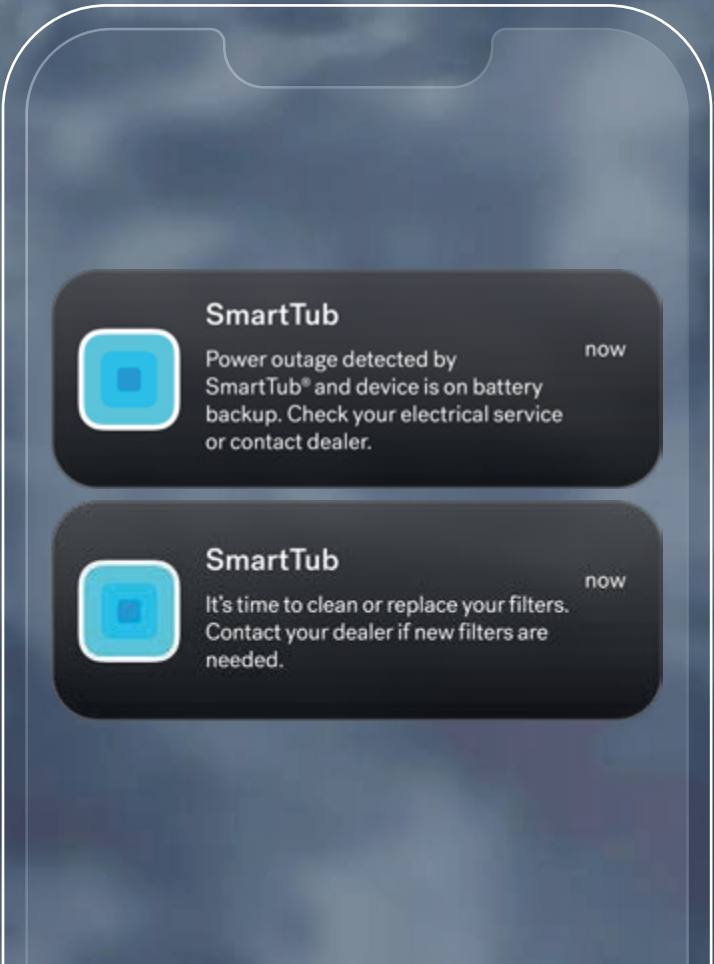 SmartTub
now
Power outage detected by
SmartTub® and device is on battery
backup. Check your electrical service
or contact dealer.
SmartTub
now
It's time to clean or replace your filters.
Contact your dealer if new filters are
needed.